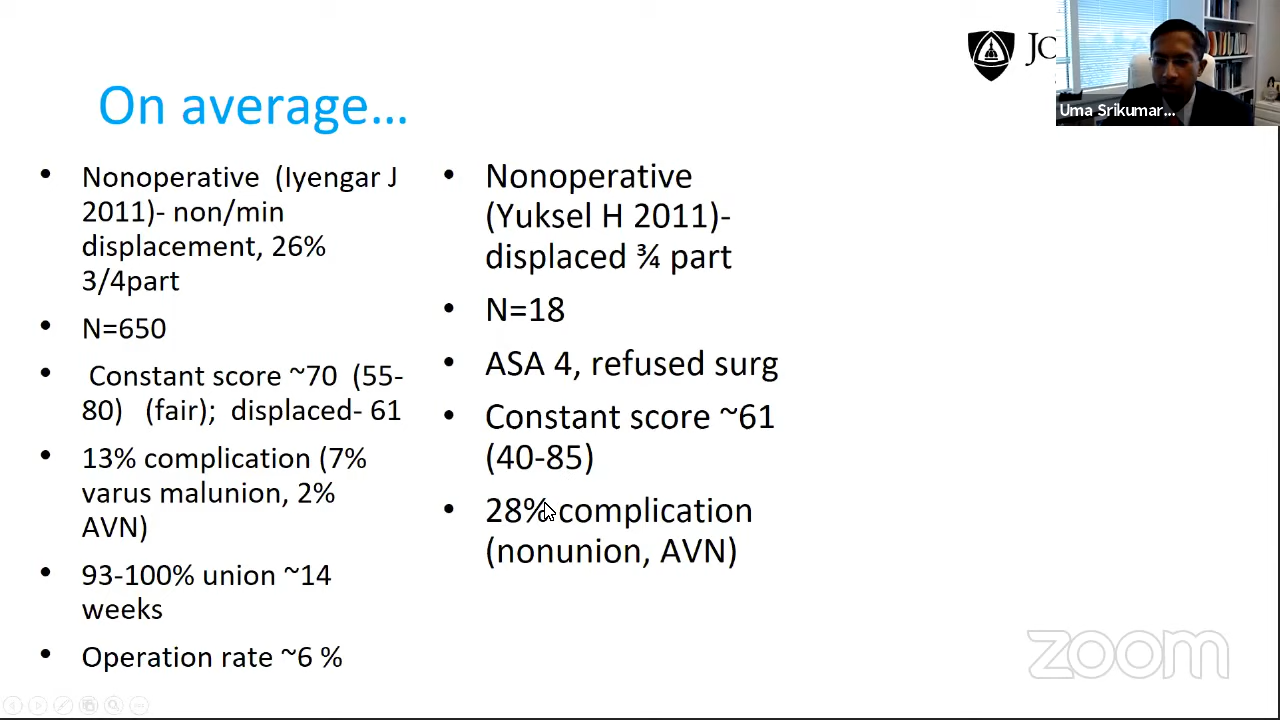 JO
Uma Srikumar...
On average...
Nonoperative (Iyengar J
2011)- non/min
displacement, 26%
3/4part
N=650
Constant score ~70 (55-
80) (fair); displaced- 61
13% complication (7%
varus malunion, 2%
AVN)
93-100% union ~14
weeks
Operation rate ~6 %
Nonoperative
(Yuksel H 2011)-
displaced ¾ part
N=18
ASA 4, refused surg
Constant score ~61
(40-85)
28% complication
(nonunion, AVN)
zoom